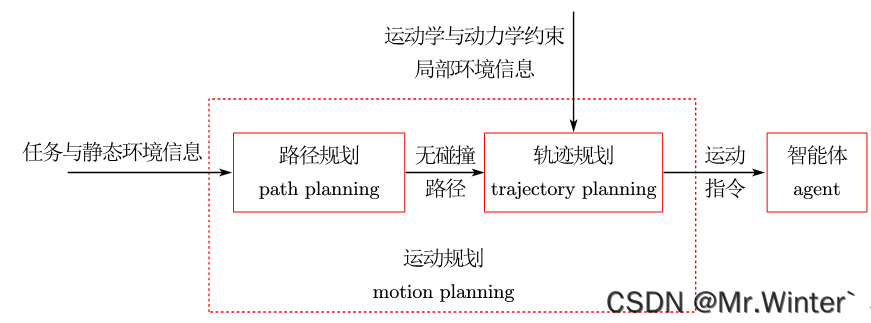 运动学与动力学约束
局部环境信息
任务与静态环境信息
路径规划
path planning
无碰撞
路径
轨迹规划
trajectory planning
运动
指令
智能体
agent
运动规划
motion planning
CSDN @Mr.Winter`